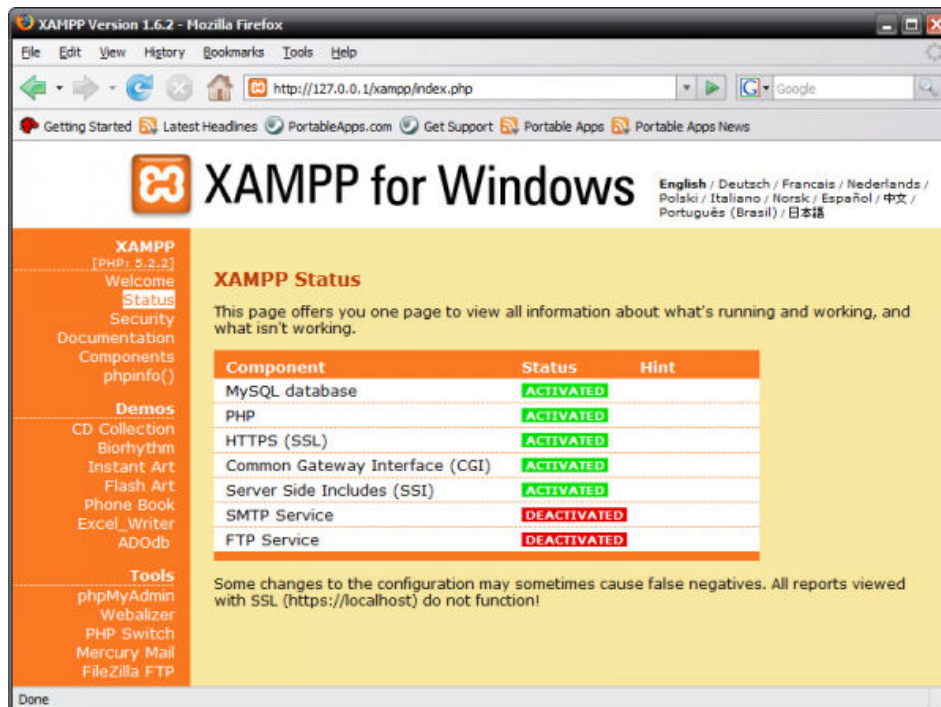 XAMPP Version 1.6.2 - Mozilla Firefox
File Edit View History Bookmarks Tools Help
http://127.0.0.1/xampp/index.php
Google
Getting Started Latest Headlines PortableApps.com Get Support Portable Apps Portable Apps News
XAMPP for Windows
English / Deutsch / Francais / Nederlands /
Polski / Italiano / Norsk / Español / 中文 /
Português (Brasil) / 日本語
XAMPP
[PHP: 5.2.2]
Welcome
Status
Security
Documentation
Components
phpinfo()
Demos
CD Collection
Biorhythm
Instant Art
Flash Art
Phone Book
Excel_Writer
ADOdb
Tools
phpMyAdmin
Webalizer
PHP Switch
Mercury Mail
FileZilla FTP
XAMPP Status
This page offers you one page to view all information about what's running and working, and
what isn't working.
Component Status Hint
MySQL database ACTIVATED
PHP ACTIVATED
HTTPS (SSL) ACTIVATED
Common Gateway Interface (CGI) ACTIVATED
Server Side Includes (SSI) ACTIVATED
SMTP Service DEACTIVATED
FTP Service DEACTIVATED
Some changes to the configuration may sometimes cause false negatives. All reports viewed
with SSL (https://localhost) do not function!
Done